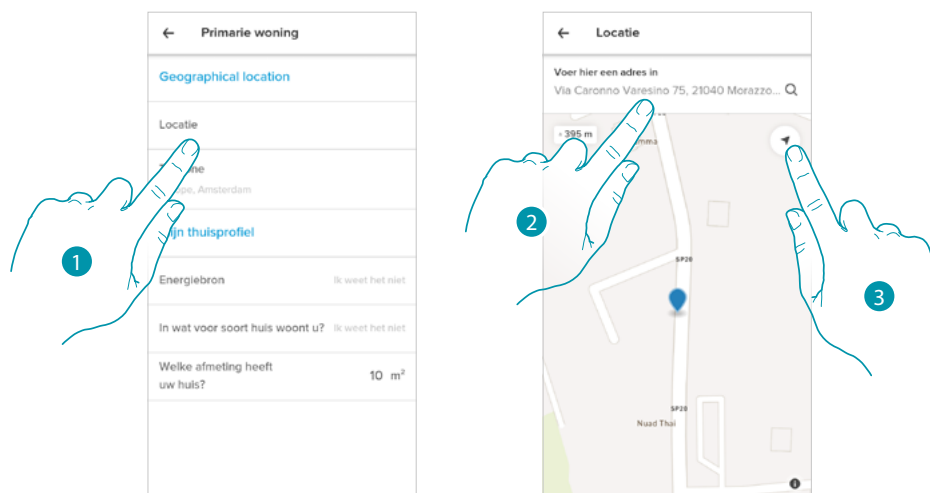 Primarie woning
Geographical location
Locatie
Amsterdam
thuisprofiel
Energiebron
Ik weet het niet
In wat voor soort huis woont u?
Ik weet het niet
Welke afmeting heeft
uw huis?
10 m²
1
Locatie
Voer hier een adres in
Via Caronno Varesino 75, 21040 Morazzo...
395 m
2
SP20
3
SP20
Nuad Thai
i